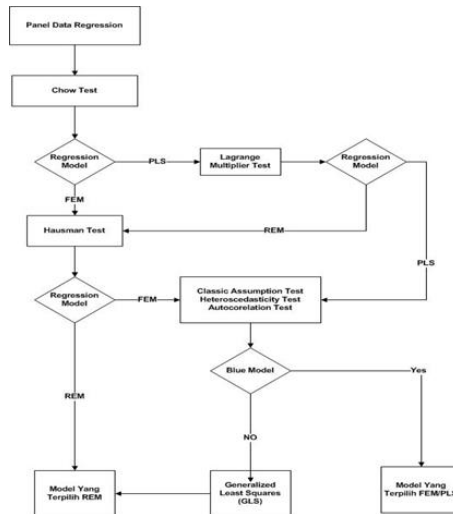 Panel Data Regression
Chow Test
Regression
Model
PLS
Lagrange
Multiplier Test
Regression
Model
FEM
Hausman Test
REM
PLS
Regression
Model
FEM
Classic Assumption Test
Heteroscedasticity Test
Autocorelation Test
Blue Model
Yes
REM
NO
Model Yang
Terpilih REM
Generalized
Least Squares
(GLS)
Model Yang
Terpilih FEM/PLS